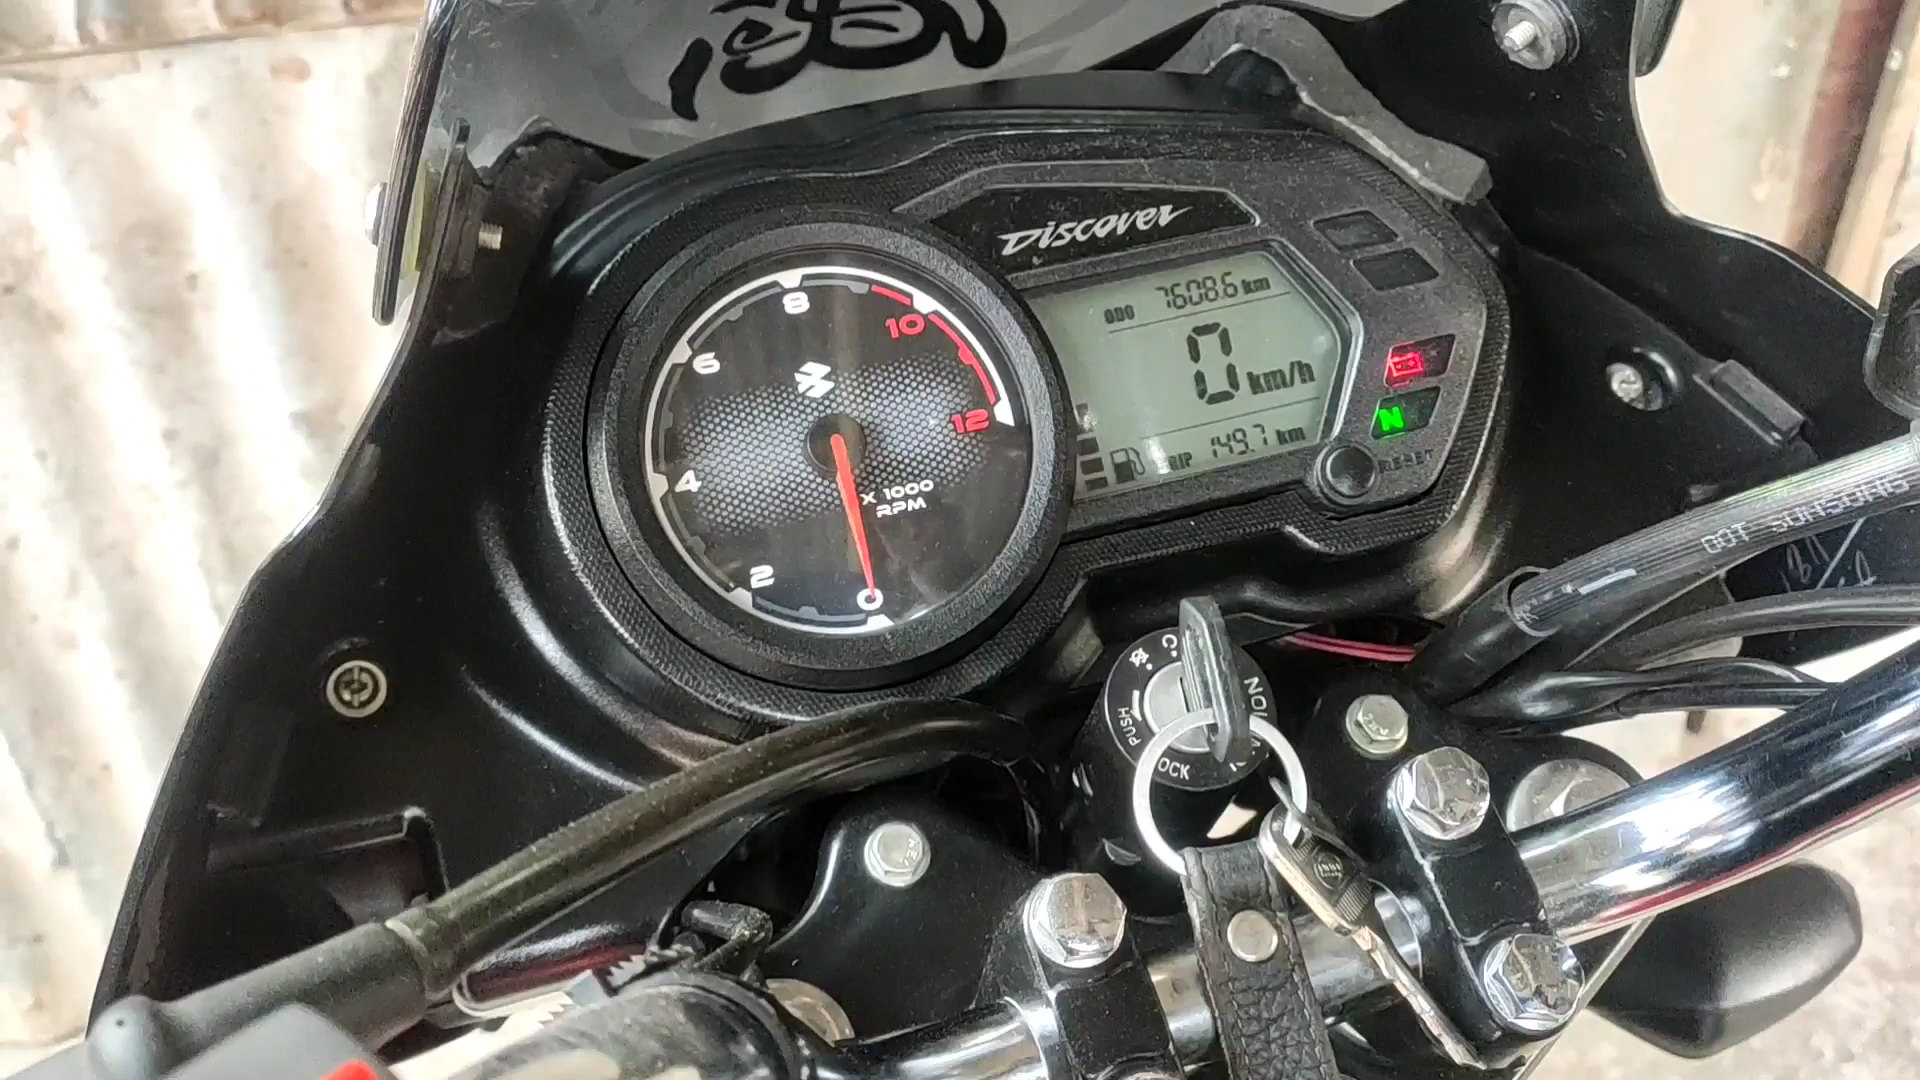 DISCOVER
ODO 7608.6 km
0 km/h
TRIP 149.7 km
RESET
N
8
10
6
12
4
X 1000
RPM
2
0
PUSH
LOCK
DOT